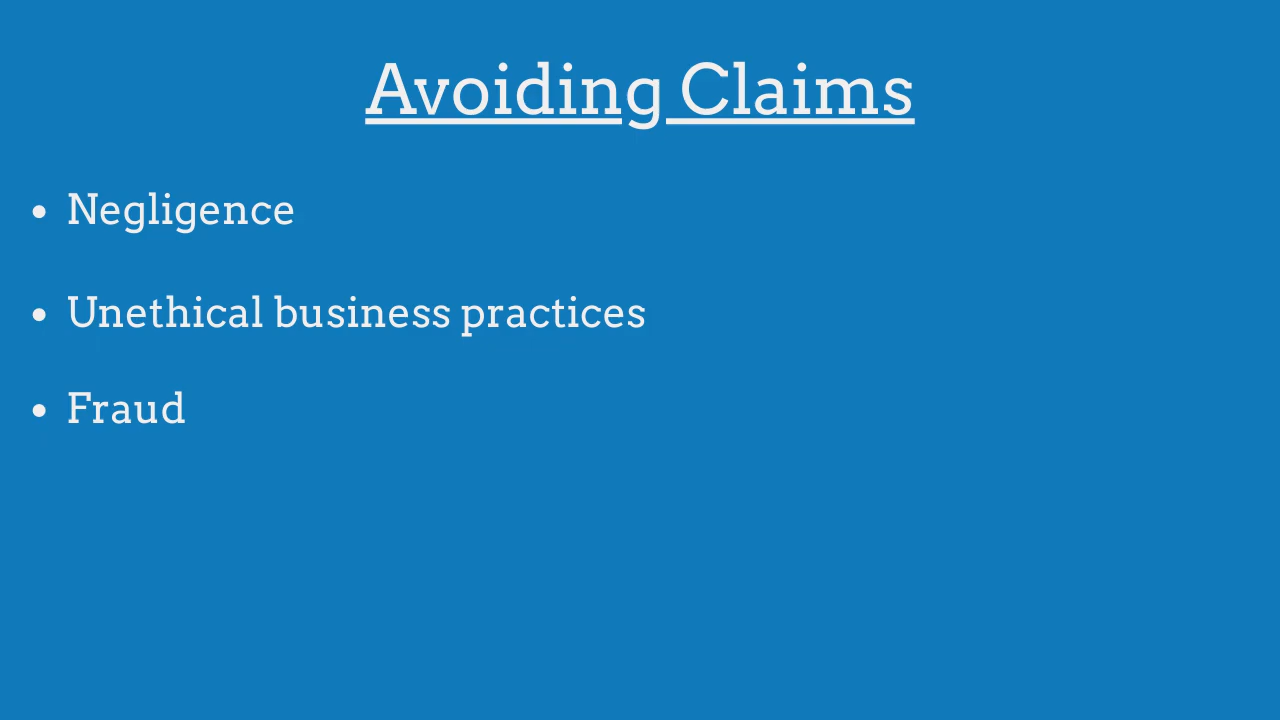 Avoiding Claims
• Negligence
• Unethical business practices
• Fraud